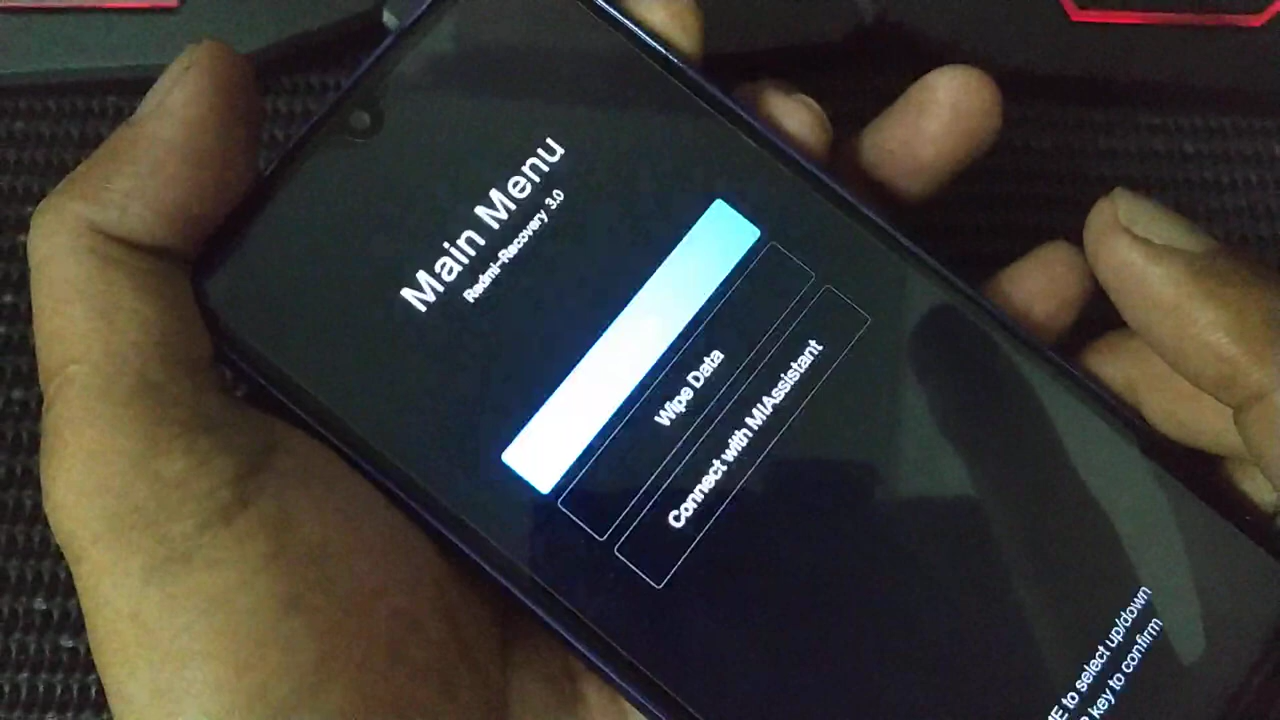 Main Menu
Redmi-Recovery 3.0
Wipe Data
Connect with MIAssistant
to select up/down
key to confirm